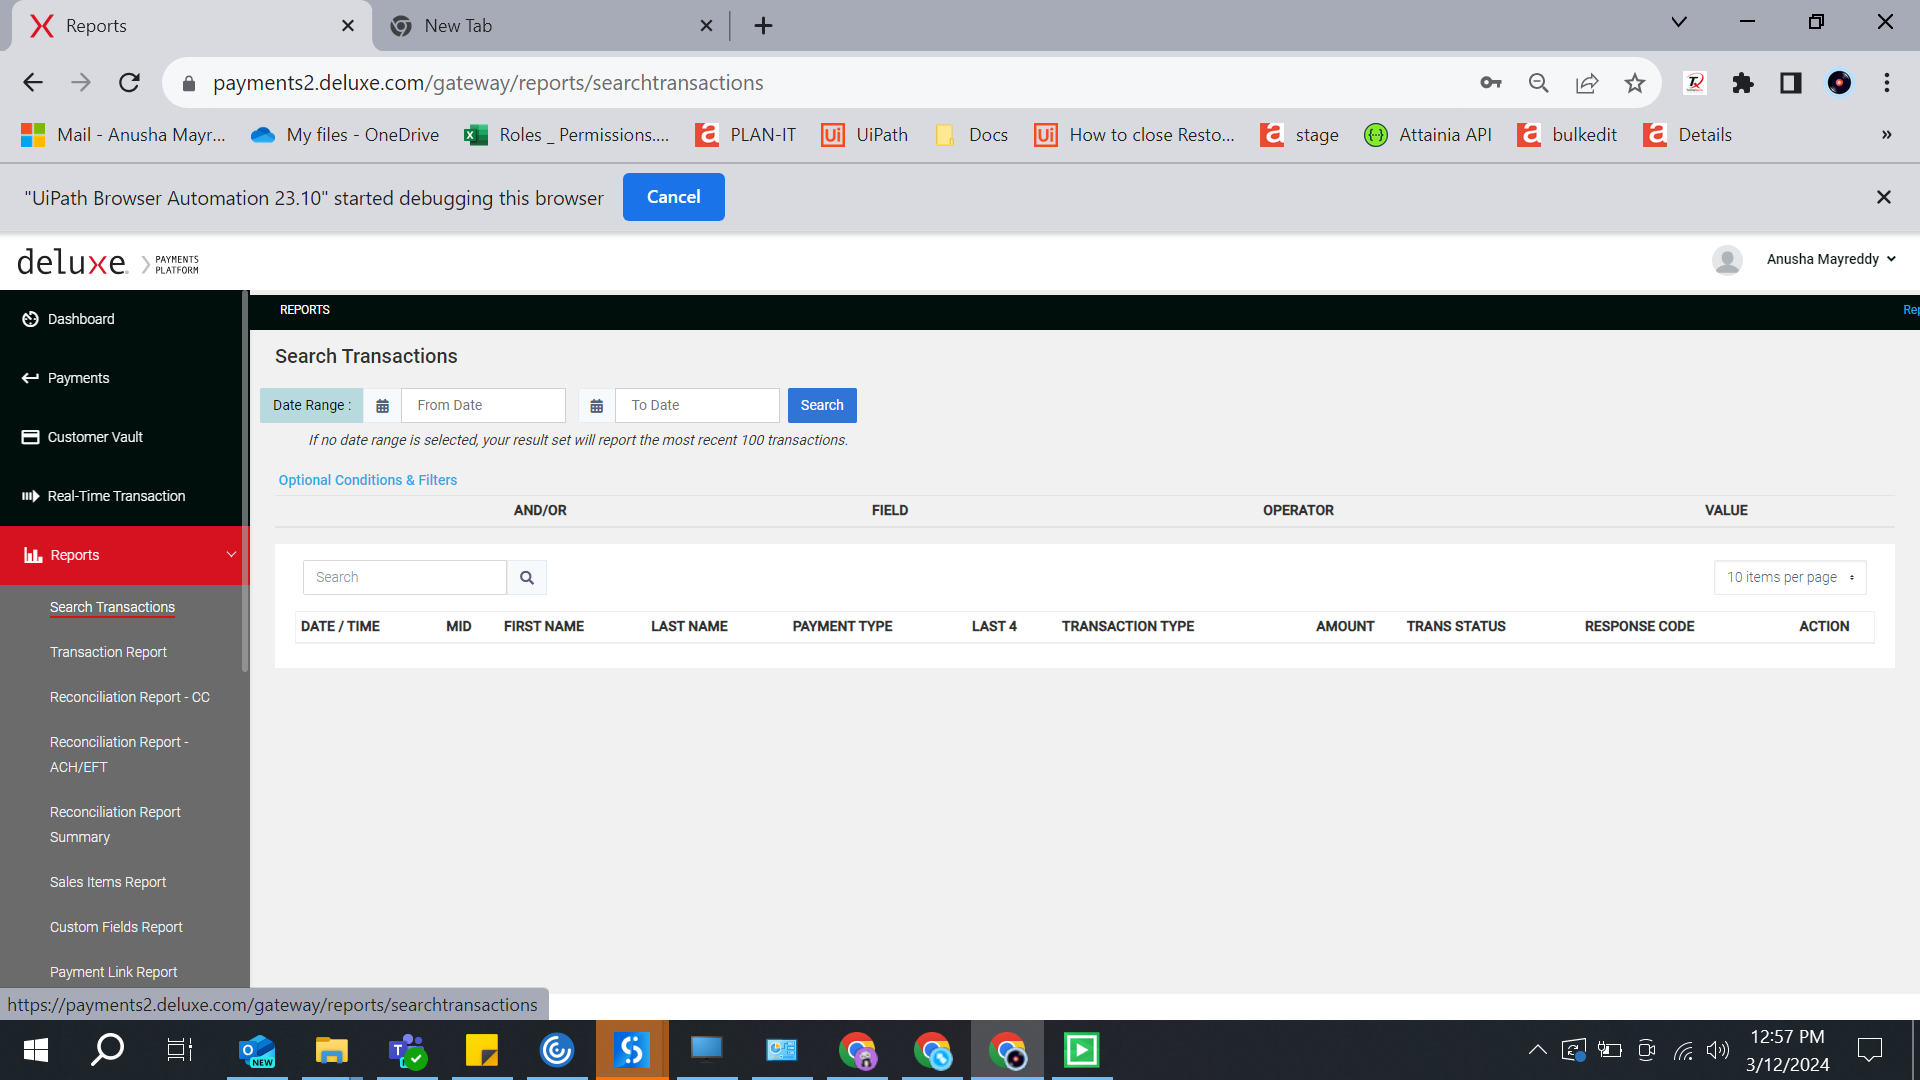 Reports
New Tab
payments2.deluxe.com/gateway/reports/searchtransactions
Mail - Anusha Mayr...
My files - OneDrive
Roles _ Permissions....
PLAN-IT
UiPath
Docs
How to close Resto...
stage
Attainia API
bulkedit
Details
»
"UiPath Browser Automation 23.10" started debugging this browser
Cancel
deluxe. PAYMENTS
PLATFORM
Anusha Mayreddy
Dashboard
Payments
Customer Vault
Real-Time Transaction
Reports
Search Transactions
Transaction Report
Reconciliation Report - CC
Reconciliation Report -
ACH/EFT
Reconciliation Report
Summary
Sales Items Report
Custom Fields Report
Payment Link Report
REPORTS
Rep
Search Transactions
Date Range :
From Date
To Date
Search
If no date range is selected, your result set will report the most recent 100 transactions.
Optional Conditions & Filters
AND/OR FIELD OPERATOR VALUE
Search
10 items per page
DATE / TIME MID FIRST NAME LAST NAME PAYMENT TYPE LAST 4 TRANSACTION TYPE AMOUNT TRANS STATUS RESPONSE CODE ACTION
https://payments2.deluxe.com/gateway/reports/searchtransactions
NEW
12:57 PM
3/12/2024